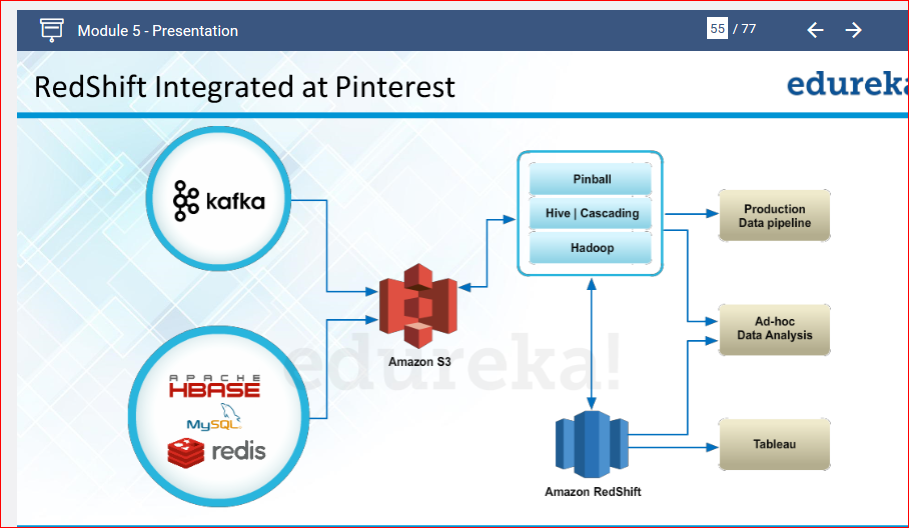 Module 5 - Presentation
55 / 77
RedShift Integrated at Pinterest
edureka
kafka
Pinball
Hive | Cascading
Hadoop
Production
Data pipeline
Amazon S3
Ad-hoc
Data Analysis
edureka!
APACHE
HBASE
MySQL
redis
Tableau
Amazon RedShift